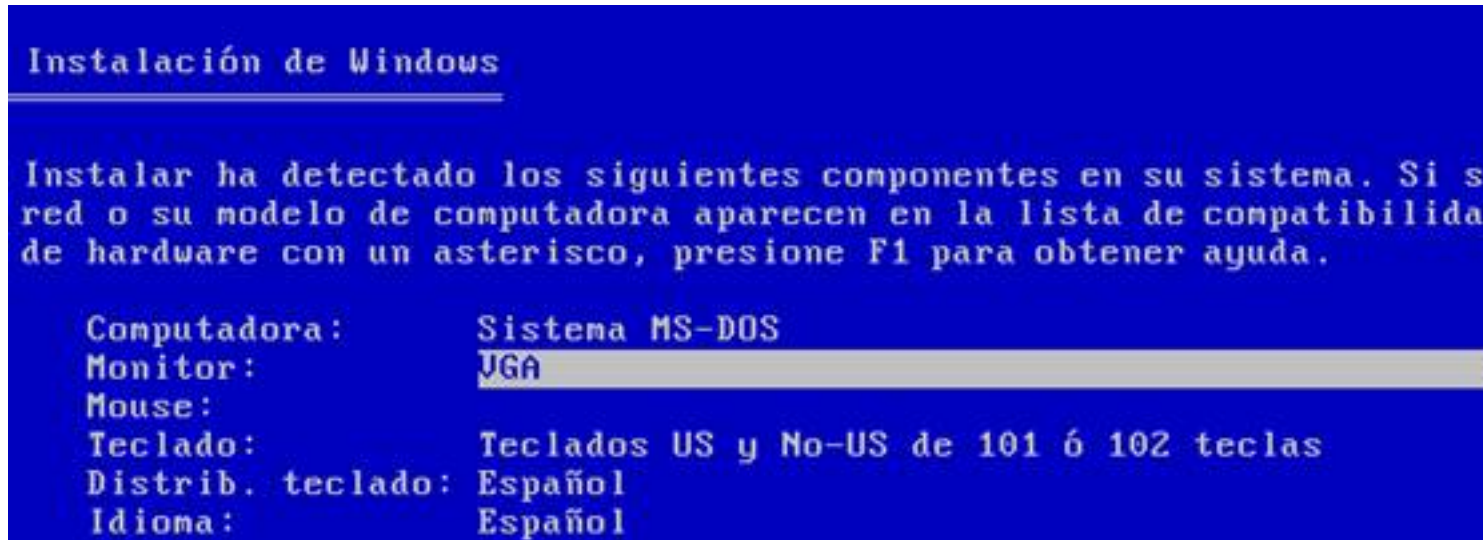 Instalación de Windows
Instalar ha detectado los siguientes componentes en su sistema. Si s
red o su modelo de computadora aparecen en la lista de compatibilida
de hardware con un asterisco, presione F1 para obtener ayuda.
Computadora: Sistema MS-DOS
Monitor: VGA
Mouse:
Teclado: Teclados US y No-US de 101 ó 102 teclas
Distrib. teclado: Español
Idioma: Español